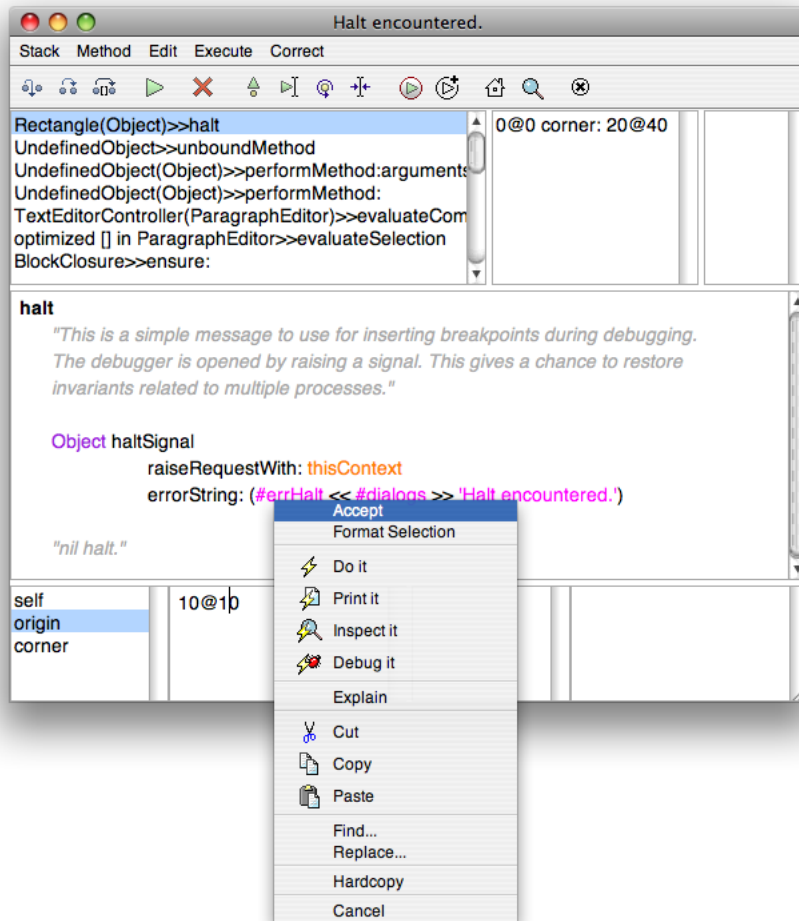 Halt encountered.
Stack Method Edit Execute Correct
Rectangle(Object)>>halt
UndefinedObject>>unboundMethod
UndefinedObject(Object)>>performMethod:arguments
UndefinedObject(Object)>>performMethod:
TextEditorController(ParagraphEditor)>>evaluateCom
optimized [] in ParagraphEditor>>evaluateSelection
BlockClosure>>ensure:
0@0 corner: 20@40
halt
"This is a simple message to use for inserting breakpoints during debugging.
The debugger is opened by raising a signal. This gives a chance to restore
invariants related to multiple processes."
Object haltSignal
raiseRequestWith: thisContext
errorString: (#errHalt << #dialogs >> 'Halt encountered.')
"nil halt."
self
origin
corner
10@10
Accept
Format Selection
Do it
Print it
Inspect it
Debug it
Explain
Cut
Copy
Paste
Find...
Replace...
Hardcopy
Cancel